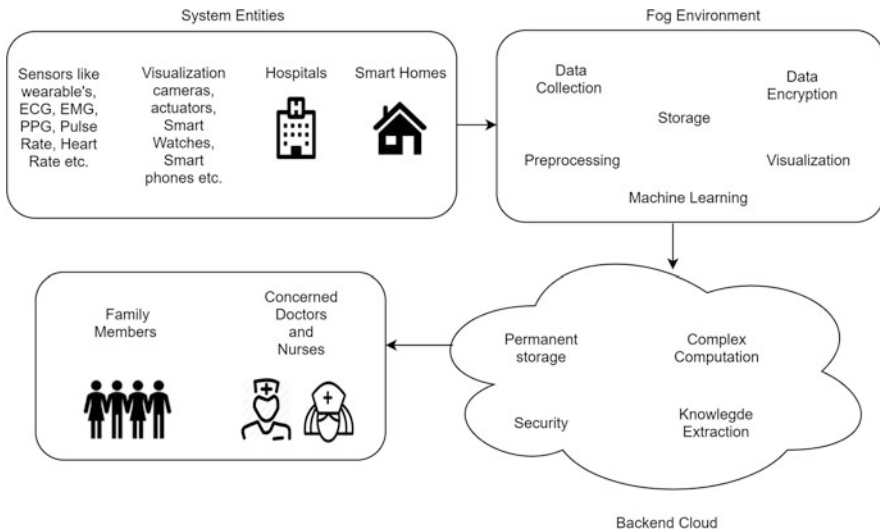 System Entities
Sensors like
wearable's,
ECG, EMG,
PPG, Pulse
Rate, Heart
Rate etc.
Visualization
cameras,
actuators,
Smart
Watches,
Smart
phones etc.
Hospitals
Smart Homes
Fog Environment
Data
Collection
Data
Encryption
Storage
Preprocessing
Visualization
Machine Learning
Family
Members
Concerned
Doctors
and
Nurses
Permanent
storage
Complex
Computation
Security
Knowlegde
Extraction
Backend Cloud